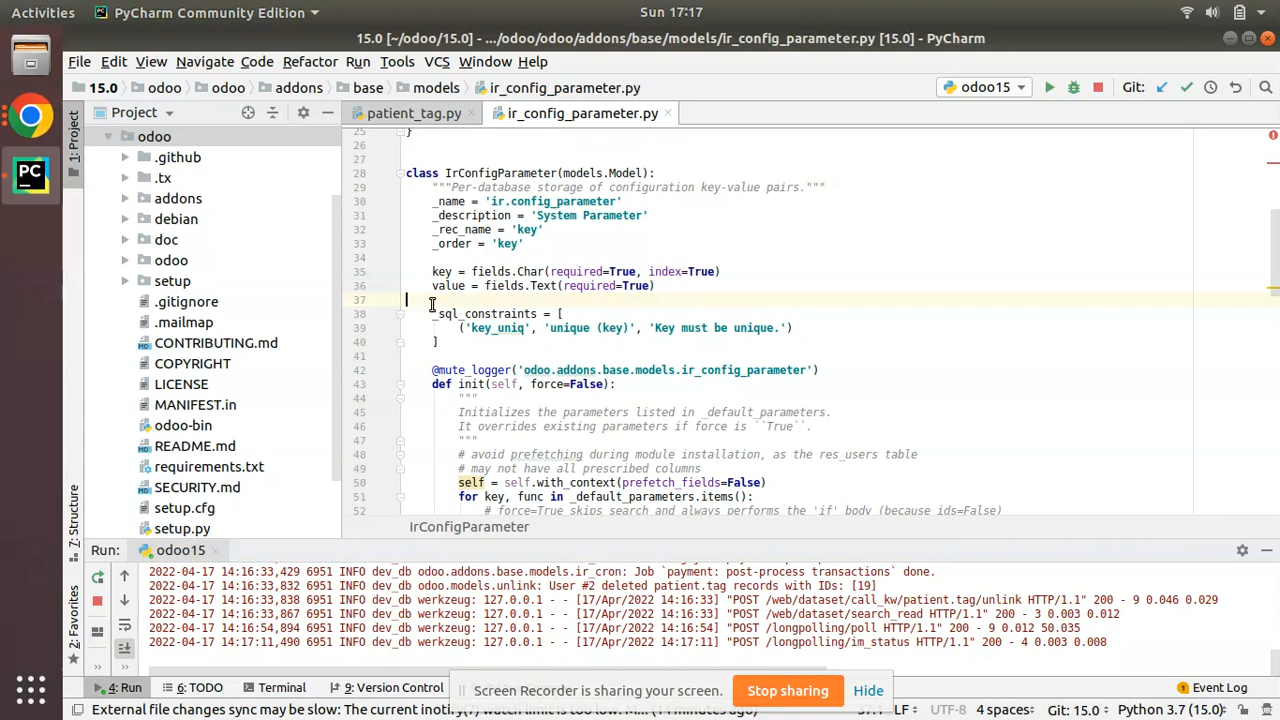 Activities PyCharm Community Edition Sun 17:17
15.0 [~/odoo/15.0] - .../odoo/odoo/addons/base/models/ir_config_parameter.py [15.0] - PyCharm
File Edit View Navigate Code Refactor Run Tools VCS Window Help
15.0 odoo odoo addons base models ir_config_parameter.py odoo15 Git:
1: Project
Project
patient_tag.py ir_config_parameter.py
odoo
.github
.tx
addons
debian
doc
odoo
setup
.gitignore
.mailmap
CONTRIBUTING.md
COPYRIGHT
LICENSE
MANIFEST.in
odoo-bin
README.md
requirements.txt
SECURITY.md
setup.cfg
setup.py
25 }
26
27
28 class IrConfigParameter(models.Model):
29 """Per-database storage of configuration key-value pairs."""
30 _name = 'ir.config_parameter'
31 _description = 'System Parameter'
32 _rec_name = 'key'
33 _order = 'key'
34
35 key = fields.Char(required=True, index=True)
36 value = fields.Text(required=True)
37
38 _sql_constraints = [
39 ('key_uniq', 'unique (key)', 'Key must be unique.')
40 ]
41
42 @mute_logger('odoo.addons.base.models.ir_config_parameter')
43 def init(self, force=False):
44 """
45 Initializes the parameters listed in _default_parameters.
46 It overrides existing parameters if force is ``True``.
47 """
48 # avoid prefetching during module installation, as the res_users table
49 # may not have all prescribed columns
50 self = self.with_context(prefetch_fields=False)
51 for key, func in _default_parameters.items():
52 # force=True skips search and always performs the 'if' body (because ids=False)
IrConfigParameter
7: Structure
2: Favorites
Run: odoo15
2022-04-17 14:16:33,429 6951 INFO dev_db odoo.addons.base.models.ir_cron: Job `payment: post-process transactions` done.
2022-04-17 14:16:33,832 6951 INFO dev_db odoo.models.unlink: User #2 deleted patient.tag records with IDs: [19]
2022-04-17 14:16:33,838 6951 INFO dev_db werkzeug: 127.0.0.1 - - [17/Apr/2022 14:16:33] "POST /web/dataset/call_kw/patient.tag/unlink HTTP/1.1" 200 - 9 0.046 0.029
2022-04-17 14:16:33,867 6951 INFO dev_db werkzeug: 127.0.0.1 - - [17/Apr/2022 14:16:33] "POST /web/dataset/search_read HTTP/1.1" 200 - 3 0.003 0.012
2022-04-17 14:16:54,894 6951 INFO dev_db werkzeug: 127.0.0.1 - - [17/Apr/2022 14:16:54] "POST /longpolling/poll HTTP/1.1" 200 - 9 0.012 50.035
2022-04-17 14:17:11,490 6951 INFO dev_db werkzeug: 127.0.0.1 - - [17/Apr/2022 14:17:11] "POST /longpolling/im_status HTTP/1.1" 200 - 4 0.003 0.008
4: Run 6: TODO Terminal 9: Version Control 1 Event Log
Screen Recorder is sharing your screen. Stop sharing Hide
External file changes sync may be slow: The current inotify(7) watch limit is too low. M... (14 minutes ago) 37:1 LF UTF-8 4 spaces Git: 15.0 Python 3.7 (2)